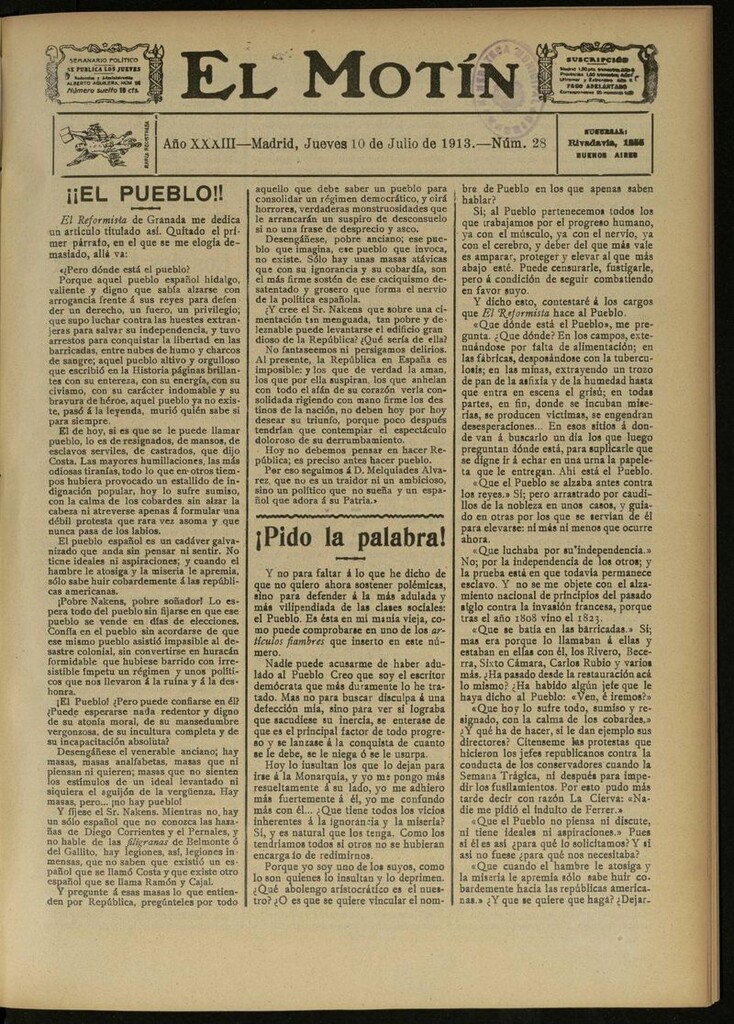 SEMANARIO POLÍTICO
SE PUBLICA LOS JUEVES
Redacción y Administración
ALBERTO AGUILERA, NÚM 52
Número suelto 10 cts.
EL MOTÍN
SUSCRIPCIÓN
PAGO ADELANTADO
MARCA REGISTRADA
Año XXXIII—Madrid, Jueves 10 de Julio de 1913.—Núm. 28
SUCURSAL:
Rivadavia,
BUENOS AIRES
¡¡EL PUEBLO!!
El Reformista de Granada me dedica
un artículo titulado así. Quitado el pri
mer párrafo, en el que se me elogia de-
masiado, allá va:
«¿Pero dónde está el pueblo?
Porque aquel pueblo español hidalgo,
valiente y digno que sabía alzarse con
arrogancia frente á sus reyes para defen
der un derecho, un fuero, un privilegio;
que supo luchar contra las huestes extran-
jeras para salvar su independencia, y tuvo
arrestos para conquistar la libertad en las
barricadas, entre nubes de humo y charcos
de sangre; aquel pueblo altivo y orgulloso
que escribió en la Historia páginas brillan-
tes con su entereza, con su energía, con su
civismo, con su carácter indomable y su
bravura de héroe, aquel pueblo ya no exis-
te, pasó á la leyenda, murió quién sabe si
para siempre.
El de hoy, si es que se le puede llamar
pueblo, lo es de resignados, de mansos, de
esclavos serviles, de castrados, que dijo
Costa. Las mayores humillaciones, las más
odiosas tiranías, todo lo que en otros tiem-
pos hubiera provocado un estallido de in-
dignación popular, hoy lo sufre sumiso,
con la calma de los cobardes sin alzar la
cabeza ni atreverse apenas á formular una
débil protesta que rara vez asoma y que
nunca pasa de los labios.
El pueblo español es un cadáver galva-
nizado que anda sin pensar ni sentir. No
tiene ideales ni aspiraciones; y cuando el
hambre le atosiga y la miseria le apremia,
sólo sabe huir cobardemente á las repúbli-
cas americanas.
¡Pobre Nakens, pobre soñador! Lo es
pera todo del pueblo sin fijarse en que ese
pueblo se vende en días de elecciones.
Confía en el pueblo sin acordarse de que
ese mismo pueblo asistió impasible al de-
sastre colonial, sin convertirse en huracán
formidable que hubiese barrido con irre-
sistible ímpetu un régimen y unos políti-
cos que nos llevaron á la ruina y á la des-
honra.
¡El Pueblo! ¿Pero puede confiarse en él?
¿Puede esperarse nada redentor y digno
de su atonía moral, de su mansedumbre
vergonzosa, de su incultura completa y de
su incapacitación absoluta?
Desengáñese el venerable anciano; hay
masas, masas analfabetas, masas que ni
piensan ni quieren; masas que no sienten
los estímulos de un ideal levantado ni
siquiera el aguijón de la vergüenza. Hay
masas, pero... ¡no hay pueblo!
Y fíjese el Sr. Nakens. Mientras no hay
un sólo español que no conozca las haza-
ñas de Diego Corrientes y el Pernales, y
no hable de las filigranas de Belmonte ó
del Gallito, hay legiones, así, legiones in-
mensas, que no saben que existió un es-
pañol que se llamó Costa y que existe otro
español que se llama Ramón y Cajal.
Y pregunte á esas masas lo que entien-
den por República, pregúnteles por todo
aquello que debe saber un pueblo para
consolidar un régimen democrático, y oirá
horrores, verdaderas monstruosidades que
le arrancarán un suspiro de desconsuelo
si no una frase de desprecio y asco.
Desengáñese, pobre anciano; ese pue-
blo que imagina, ese pueblo que invoca,
no existe. Sólo hay unas masas atávicas
que con su ignorancia y su cobardía, son
el más firme sostén de ese caciquismo de-
satentado y grosero que forma el nervio
de la política española.
¿Y cree el Sr. Nakens que sobre una ci-
mentación tan menguada, tan pobre y de-
leznable puede levantarse el edificio gran
dioso de la República? ¿Qué sería de ella?
No fantaseemos ni persigamos delirios.
Al presente, la República en España es
imposible; y los que de verdad la aman,
los que por ella suspiran, los que anhelan
con todo el afán de su corazón verla con-
solidada rigiendo con mano firme los des
tinos de la nación, no deben hoy por hoy
desear su triunfo, porque poco después
tendrían que contemplar el espectáculo
doloroso de su derrumbamiento.
Hoy no debemos pensar en hacer Re-
pública; es preciso antes hacer pueblo.
Por eso seguimos á D. Melquiades Alva-
rez, que no es un traidor ni un ambicioso,
sino un político que no sueña y un espa-
ñol que adora á su Patria.»
¡Pido la palabra!
Y no para faltar á lo que he dicho de
que no quiero ahora sostener polémicas,
sino para defender á la más adulada y
más vilipendiada de las clases sociales:
el Pueblo. Es ésta en mi manía vieja, co-
mo puede comprobarse en uno de los ar-
tículos fiambres que inserto en este nú-
mero.
Nadie puede acusarme de haber adu-
lado al Pueblo Creo que soy el escritor
demócrata que más duramente lo he tra-
tado. Mas no para buscar disculpa á una
defección mía, sino para ver si lograba
que sacudiese su inercia, se enterase de
que es el principal factor de todo progre-
so y se lanzase á la conquista de cuanto
se le debe, se le niega ó se le usurpa.
Hoy lo insultan los que lo dejan para
irse á la Monarquía, y yo me pongo más
resueltamente á su lado, yo me adhiero
más fuertemente á él, yo me confundo
más con él... ¿Que tiene todos los vicios
inherentes á la ignorancia y la miseria?
Sí, y es natural que los tenga. Como los
tendríamos todos si otros no se hubieran
encargado de redimirnos.
Porque yo soy uno de los suyos, como
lo son quienes lo insultan y lo deprimen.
¿Qué abolengo aristocrático es el nues-
tro? ¿O es que se quiere vincular el nom-
bre de Pueblo en los que apenas saben
hablar?
Sí; al Pueblo pertenecemos todos los
que trabajamos por el progreso humano,
ya con el músculo, ya con el nervio, ya
con el cerebro, y deber del que más vale
es amparar, proteger y elevar al que más
abajo esté. Puede censurarle, fustigarle,
pero á condición de seguir combatiendo
en favor suyo.
Y dicho esto, contestaré á los cargos
que El Reformista hace al Pueblo.
«Que dónde está el Pueblo», me pre-
gunta. ¿Que dónde? En los campos, exte-
nuándose por falta de alimentación; en
las fábricas, desposándose con la tubercu-
losis; en las minas, extrayendo un trozo
de pan de la asfixia y de la humedad hasta
que entra en escena el grisú; en todas
partes, en fin, donde se incuban mise-
rias, se producen víctimas, se engendran
desesperaciones... En esos sitios á don-
de van á buscarlo un día los que luego
preguntan dónde está, para suplicarle que
se digne ir á echar en una urna la papele-
ta que le entregan. Ahí está el Pueblo.
«Que el Pueblo se alzaba antes contra
los reyes.» Sí; pero arrastrado por caudi-
llos de la nobleza en unos casos, y guia-
do en otras por los que se servían de él
para elevarse: ni más ni menos que ocurre
ahora.
«Que luchaba por su independencia.»
No; por la independencia de los otros; y
la prueba está en que todavía permanece
esclavo. Y no se me objete con el alza-
miento nacional de principios del pasado
siglo contra la invasión francesa, porque
tras el año 1808 vino el 1823.
«Que se batía en las barricadas.» Sí;
mas era porque lo llamaban á ellas y
estaban en ellas con él, los Rivero, Bece-
rra, Sixto Cámara, Carlos Rubio y varios
más. ¿Ha pasado desde la restauración acá
lo mismo? ¿Ha habido algún jefe que le
haya dicho al Pueblo: «Ven, é iremos?»
«Que hoy lo sufre todo, sumiso y re-
signado, con la calma de los cobardes.»
¿Y qué ha de hacer, si le dan ejemplo sus
directores? Cítenseme las protestas que
hicieron los jefes republicanos contra la
conducta de los conservadores cuando la
Semana Trágica, ni después para impe-
dir los fusilamientos. Por esto pudo más
tarde decir con razón La Cierva: «Na-
die me pidió el indulto de Ferrer.»
«Que el Pueblo no piensa ni discute,
ni tiene ideales ni aspiraciones.» Pues
si él es así ¿para qué lo solicitamos? Y si
así no fuese ¿para qué nos necesitaba?
«Que cuando el hambre le atosiga y
la miseria le apremia sólo sabe huir co-
bardemente hacia las repúblicas america-
nas.» ¿Y que se quiere que haga? ¿Dejar-